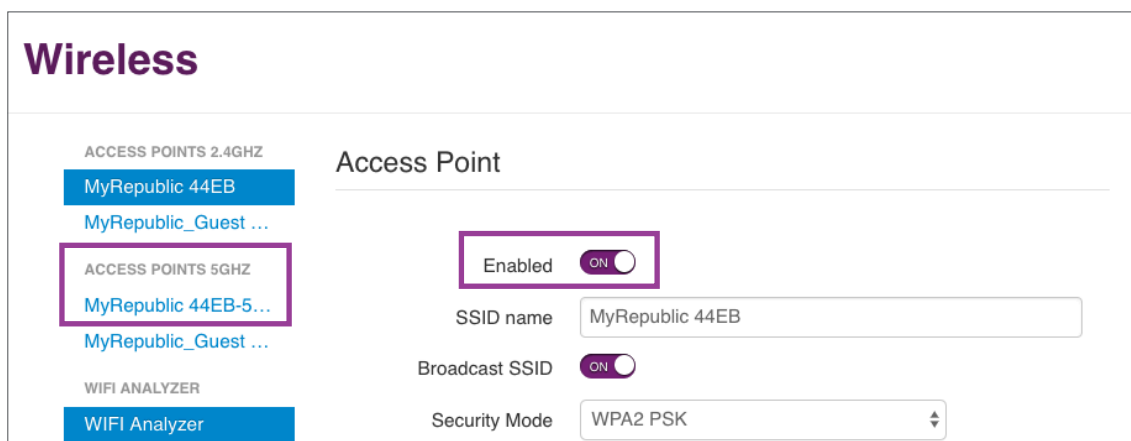 Wireless
ACCESS POINTS 2.4GHZ
MyRepublic 44EB
MyRepublic_Guest ...
ACCESS POINTS 5GHZ
MyRepublic 44EB-5...
MyRepublic_Guest ...
WIFI ANALYZER
WIFI Analyzer
Access Point
Enabled ON
SSID name MyRepublic 44EB
Broadcast SSID ON
Security Mode WPA2 PSK